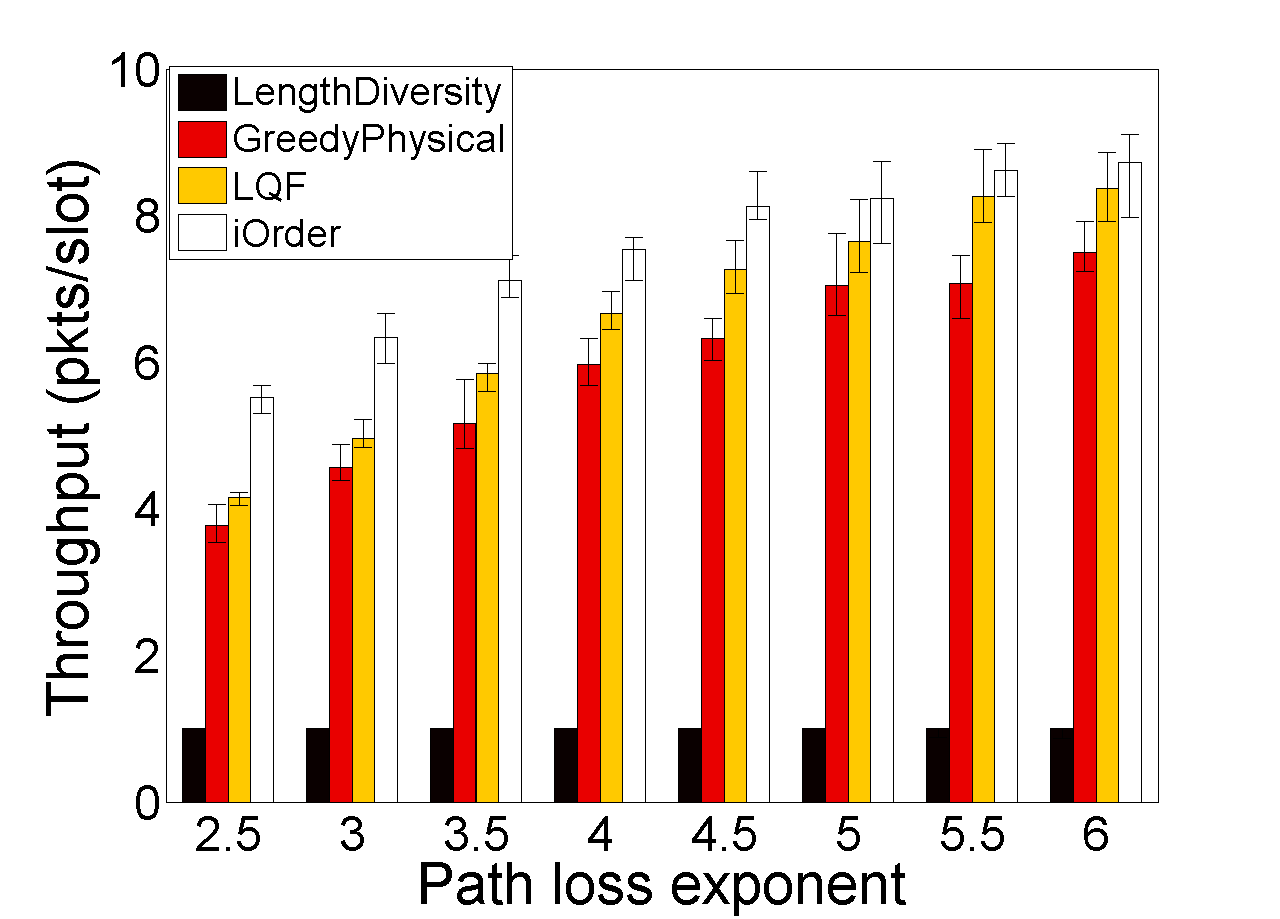 Throughput (pkts/slot)
10
8
6
4
2
0
LengthDiversity
GreedyPhysical
LQF
iOrder
2.5 3 3.5 4 4.5 5 5.5 6
Path loss exponent